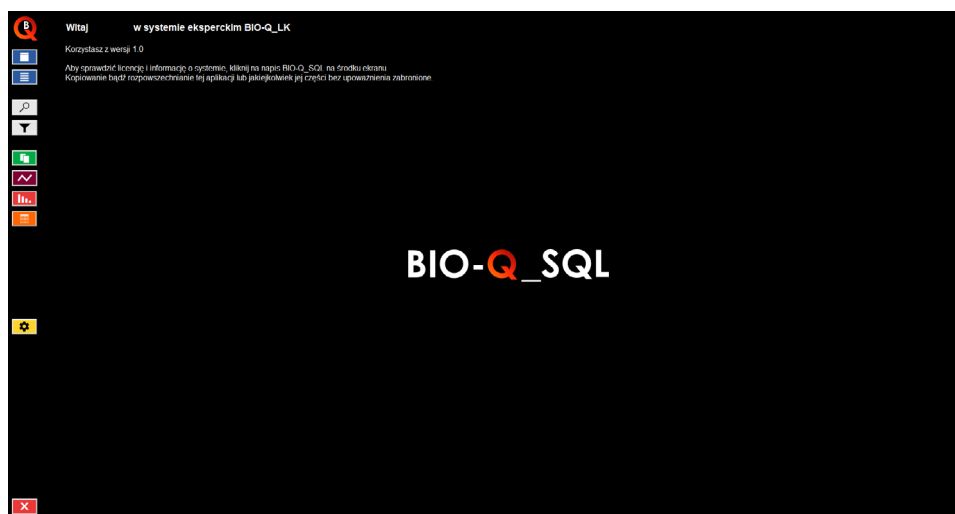 B
Witaj w systemie eksperckim BIO-Q_LK
Korzystasz z wersji 1.0
Aby sprawdzić licencję i informację o systemie, kliknij na napis BIO-Q_SQL na środku ekranu
Kopiowanie bądź rozpowszechnianie tej aplikacji lub jakiejkolwiek jej części bez upoważnienia zabronione
BIO-Q_SQL